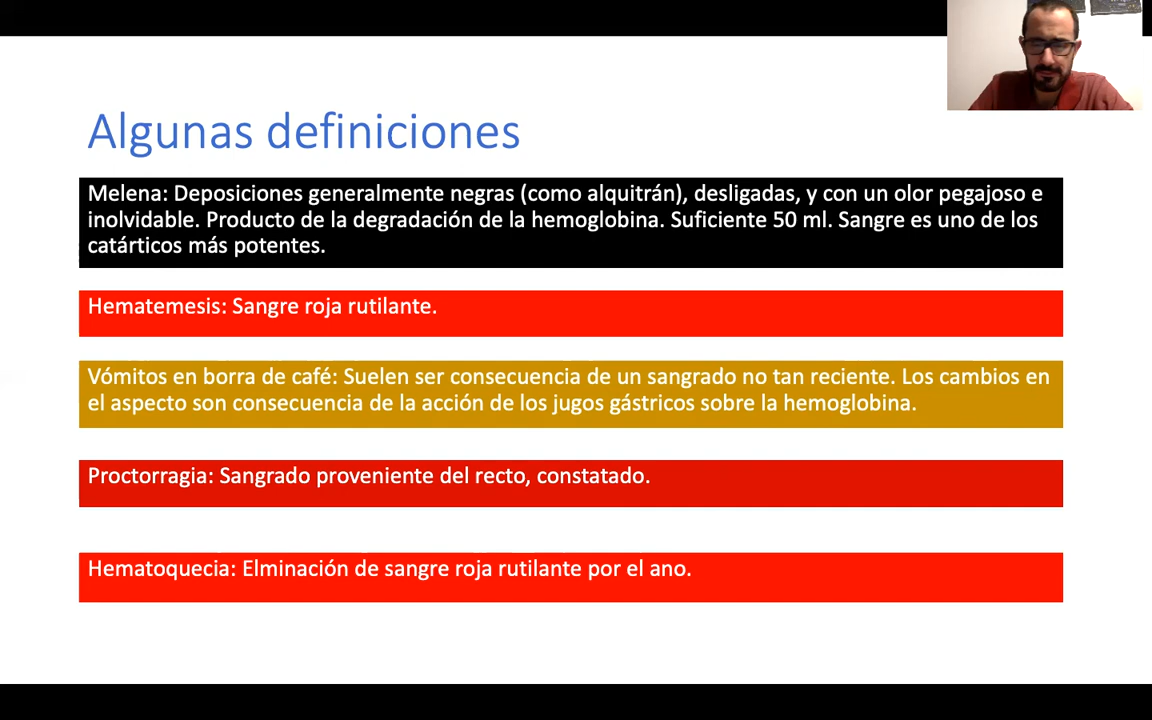 Algunas definiciones
Melena: Deposiciones generalmente negras (como alquitrán), desligadas, y con un olor pegajoso e
inolvidable. Producto de la degradación de la hemoglobina. Suficiente 50 ml. Sangre es uno de los
catárticos más potentes.
Hematemesis: Sangre roja rutilante.
Vómitos en borra de café: Suelen ser consecuencia de un sangrado no tan reciente. Los cambios en
el aspecto son consecuencia de la acción de los jugos gástricos sobre la hemoglobina.
Proctorragia: Sangrado proveniente del recto, constatado.
Hematoquecia: Elminación de sangre roja rutilante por el ano.